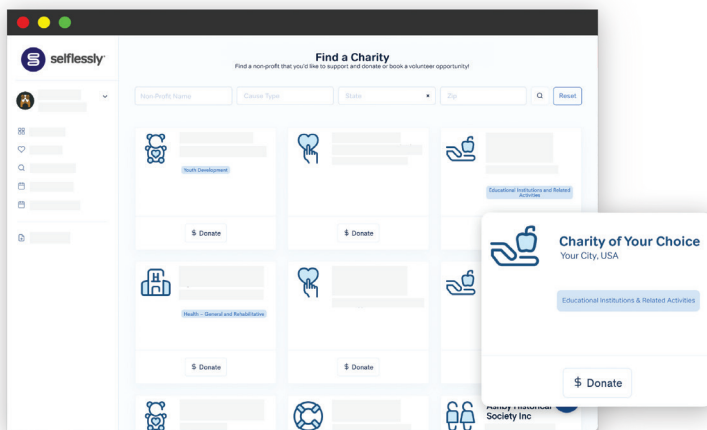 selflessly
Find a Charity
Find a non-profit that you'd like to support and donate or book a volunteer opportunity!
Non-Profit Name
Cause Type
State
Zip
Reset
Youth Development
Educational Institutions and Related
Activities
$ Donate
$ Donate
Charity of Your Choice
Your City, USA
Educational Institutions & Related Activities
$ Donate
H
Health – General and Rehabilitative
$ Donate
$ Donate
Ashby Historical
Society Inc